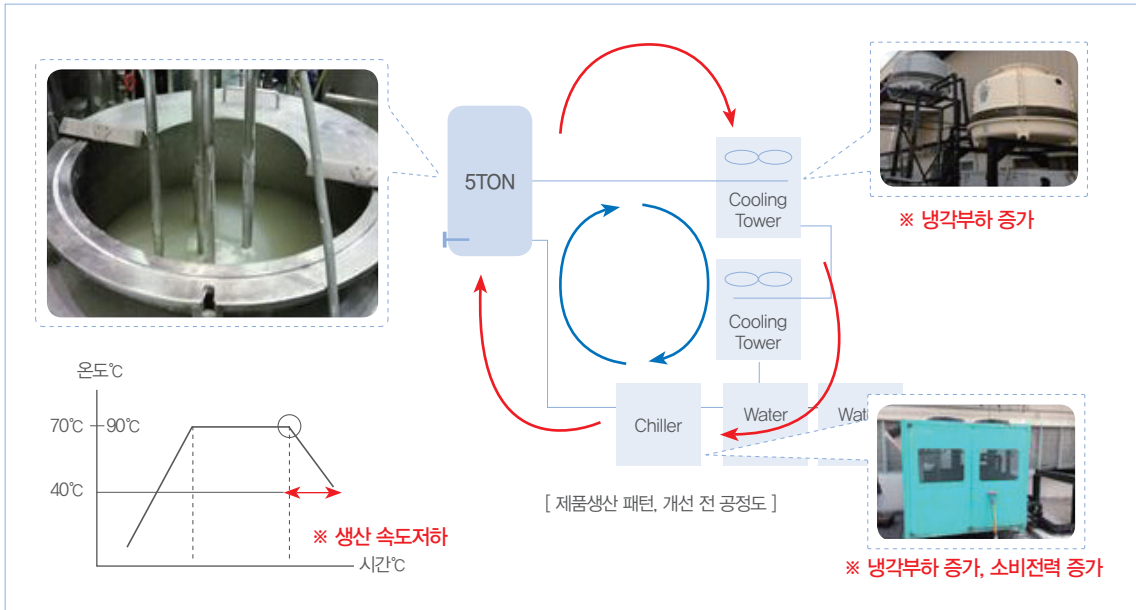 5TON
Cooling
Tower
※ 냉각부하 증가
Cooling
Tower
온도℃
70℃
90℃
40℃
Chiller
Water
Wat
[ 제품생산 패턴, 개선 전 공정도 ]
※ 생산 속도저하
시간℃
※ 냉각부하 증가, 소비전력 증가